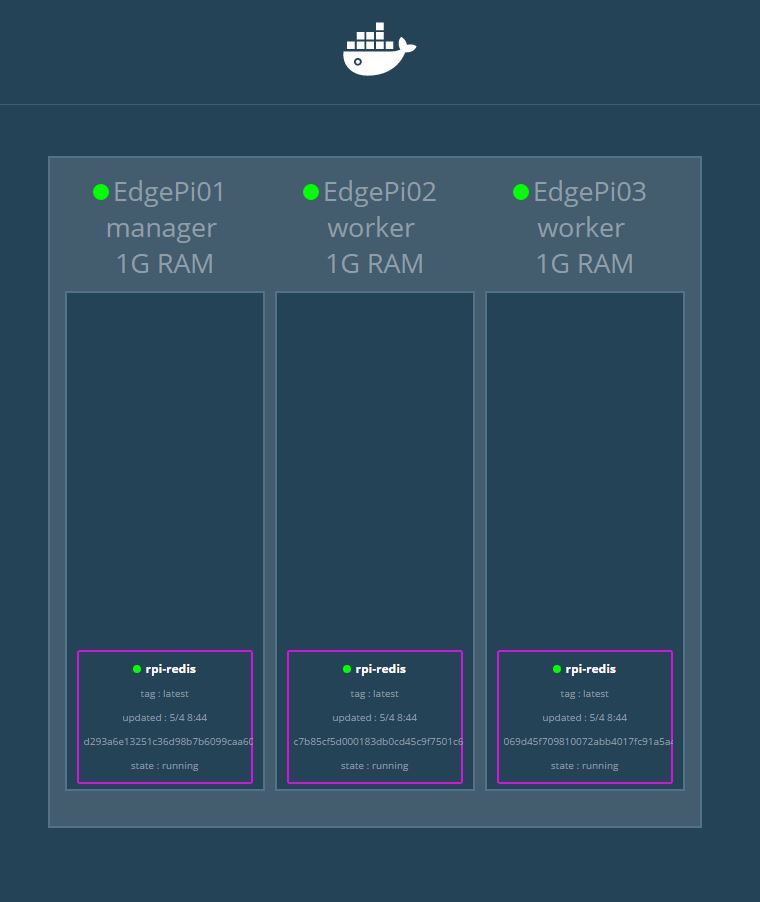 EdgePi01
manager
1G RAM
rpi-redis
tag : latest
updated : 5/4 8:44
d293a6e13251c36d98b7b6099caa60
state : running
EdgePi02
worker
1G RAM
rpi-redis
tag : latest
updated : 5/4 8:44
c7b85cf5d000183db0cd45c9f7501c6
state : running
EdgePi03
worker
1G RAM
rpi-redis
tag : latest
updated : 5/4 8:44
069d45f709810072abb4017fc91a5a
state : running